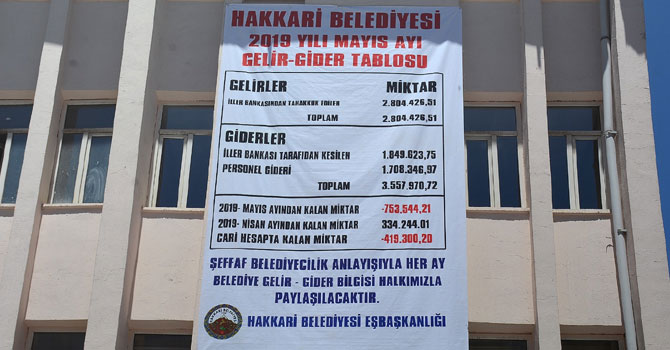 HAKKARİ BELEDİYESİ
2019 YILI MAYIS AYI
GELİR-GİDER TABLOSU
GELİRLER MİKTAR
İLLER BANKASINDAN TAHAKKUK EDİLEN 2.804.426,51
TOPLAM 2.804.426,51
GİDERLER
İLLER BANKASI TARAFIDAN KESİLEN 1.849.623,75
PERSONEL GİDERİ 1.708.346,97
TOPLAM 3.557.970,72
2019- MAYIS AYINDAN KALAN MİKTAR -753,544,21
2019- NİSAN AYINDAN KALAN MİKTAR 334,244.01
CARİ HESAPTA KALAN MİKTAR -419.300,20
ŞEFFAF BELEDİYECİLİK ANLAYIŞIYLA HER AY
BELEDİYE GELİR - GİDER BİLGİSİ HALKIMIZLA
PAYLAŞILACAKTIR.
HAKKARİ BELEDİYESİ EŞBAŞKANLIĞI